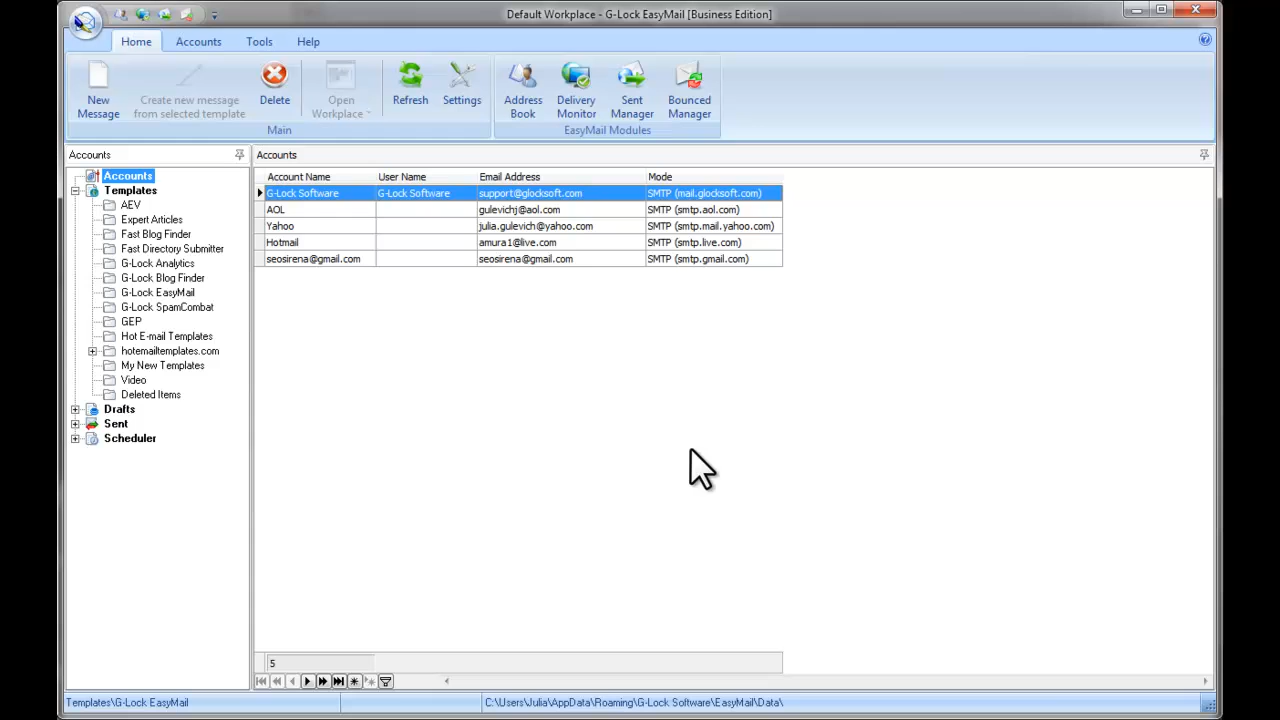 Default Workplace - G-Lock EasyMail [Business Edition]
Home Accounts Tools Help
New Message
Create new message from selected template
Delete
Open Workplace
Refresh
Settings
Address Book
Delivery Monitor
Sent Manager
Bounced Manager
Main
EasyMail Modules
Accounts
Accounts
Templates
AEV
Expert Articles
Fast Blog Finder
Fast Directory Submitter
G-Lock Analytics
G-Lock Blog Finder
G-Lock EasyMail
G-Lock SpamCombat
GEP
Hot E-mail Templates
hotemailtemplates.com
My New Templates
Video
Deleted Items
Drafts
Sent
Scheduler
Accounts
Account Name User Name Email Address Mode
G-Lock Software G-Lock Software support@glocksoft.com SMTP (mail.glocksoft.com)
AOL gulevichj@aol.com SMTP (smtp.aol.com)
Yahoo julia.gulevich@yahoo.com SMTP (smtp.mail.yahoo.com)
Hotmail amura1@live.com SMTP (smtp.live.com)
seosirena@gmail.com seosirena@gmail.com SMTP (smtp.gmail.com)
5
Templates\G-Lock EasyMail C:\Users\Julia\AppData\Roaming\G-Lock Software\EasyMail\Data\